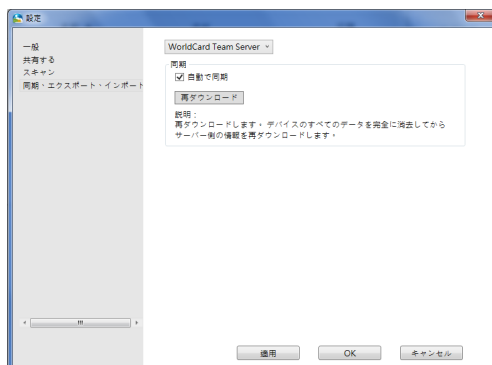 設定
一般
共有する
スキャン
同期・エクスポート・インポート
WorldCard Team Server
同期
自動で同期
再ダウンロード
説明：
再ダウンロードします， デバイスのすべてのデータを完全に消去してから
サーバー側の情報を再ダウンロードします。
適用
OK
キャンセル